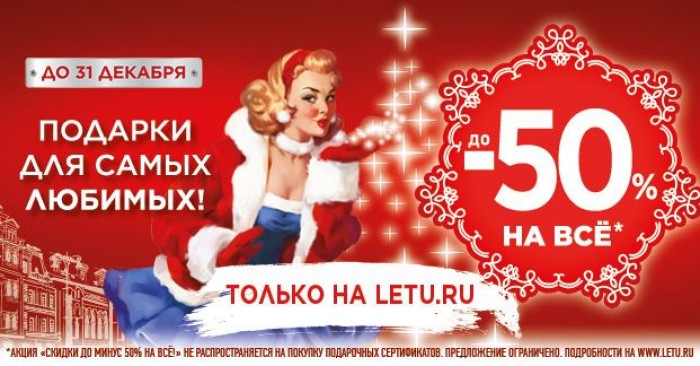 ДО 31 ДЕКАБРЯ
ПОДАРКИ
ДЛЯ САМЫХ
ЛЮБИМЫХ!
ДО
-50%
НА ВСЁ*
ТОЛЬКО НА LETU.RU
*АКЦИЯ «СКИДКИ ДО МИНУС 50% НА ВСЁ!» НЕ РАСПРОСТРАНЯЕТСЯ НА ПОКУПКУ ПОДАРОЧНЫХ СЕРТИФИКАТОВ. ПРЕДЛОЖЕНИЕ ОГРАНИЧЕНО. ПОДРОБНОСТИ НА WWW.LETU.RU